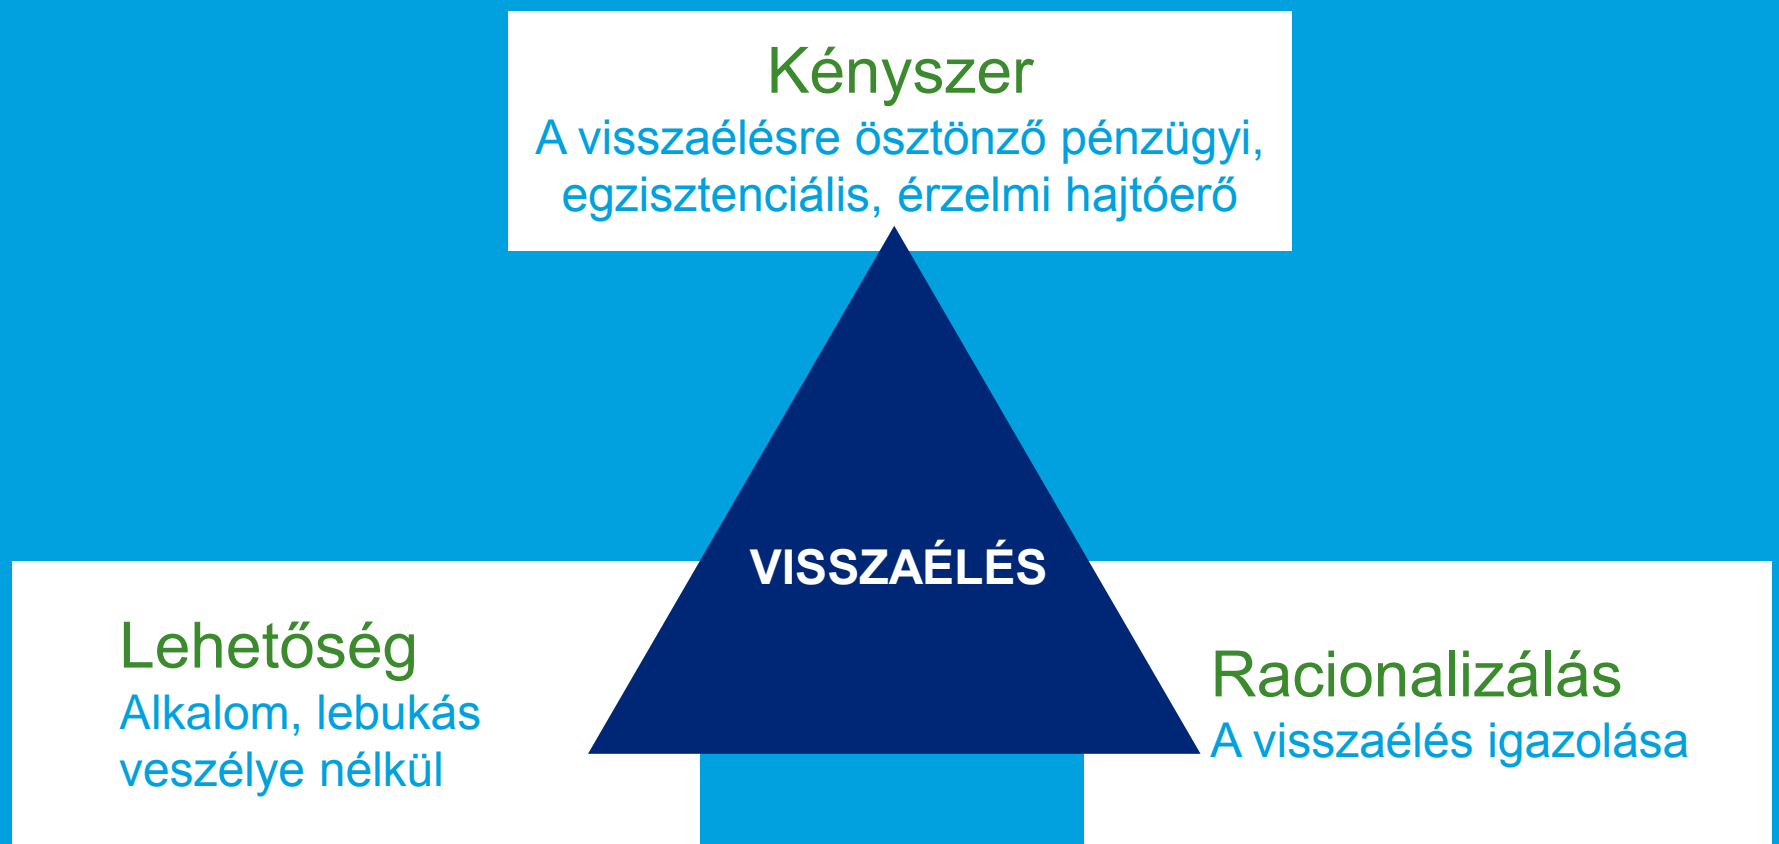 Kényszer
A visszaélésre ösztönző pénzügyi,
egzisztenciális, érzelmi hajtóerő
VISSZAÉLÉS
Lehetőség
Alkalom, lebukás
veszélye nélkül
Racionalizálás
A visszaélés igazolása